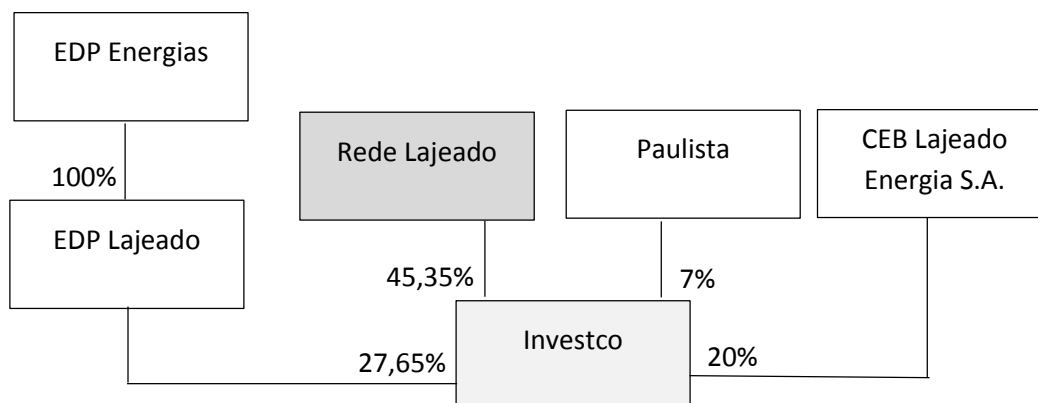 EDP Energias
100%
EDP Lajeado
Rede Lajeado
Paulista
CEB Lajeado
Energia S.A.
45,35%
7%
Investco
27,65%
20%